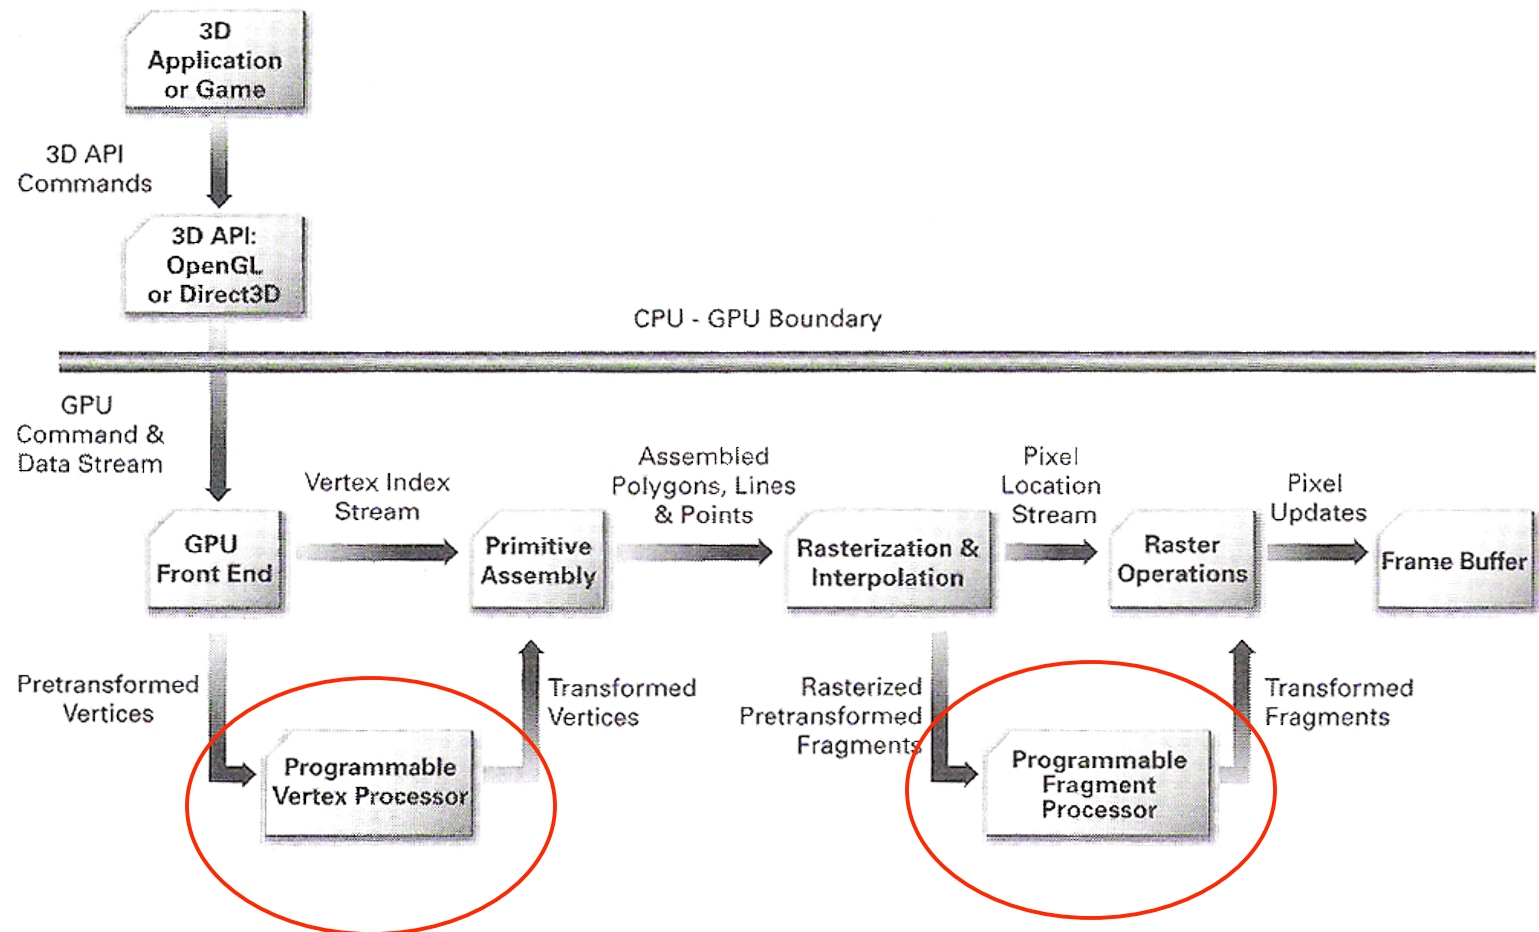 3D
Application
or Game
3D API
Commands
3D API:
OpenGL
or Direct3D
CPU - GPU Boundary
GPU
Command &
Data Stream
Vertex Index
Stream
Assembled
Polygons, Lines
& Points
Pixel
Location
Stream
Pixel
Updates
GPU
Front End
Primitive
Assembly
Rasterization &
Interpolation
Raster
Operations
Frame Buffer
Pretransformed
Vertices
Transformed
Vertices
Rasterized
Pretransformed
Fragments
Transformed
Fragments
Programmable
Vertex Processor
Programmable
Fragment
Processor